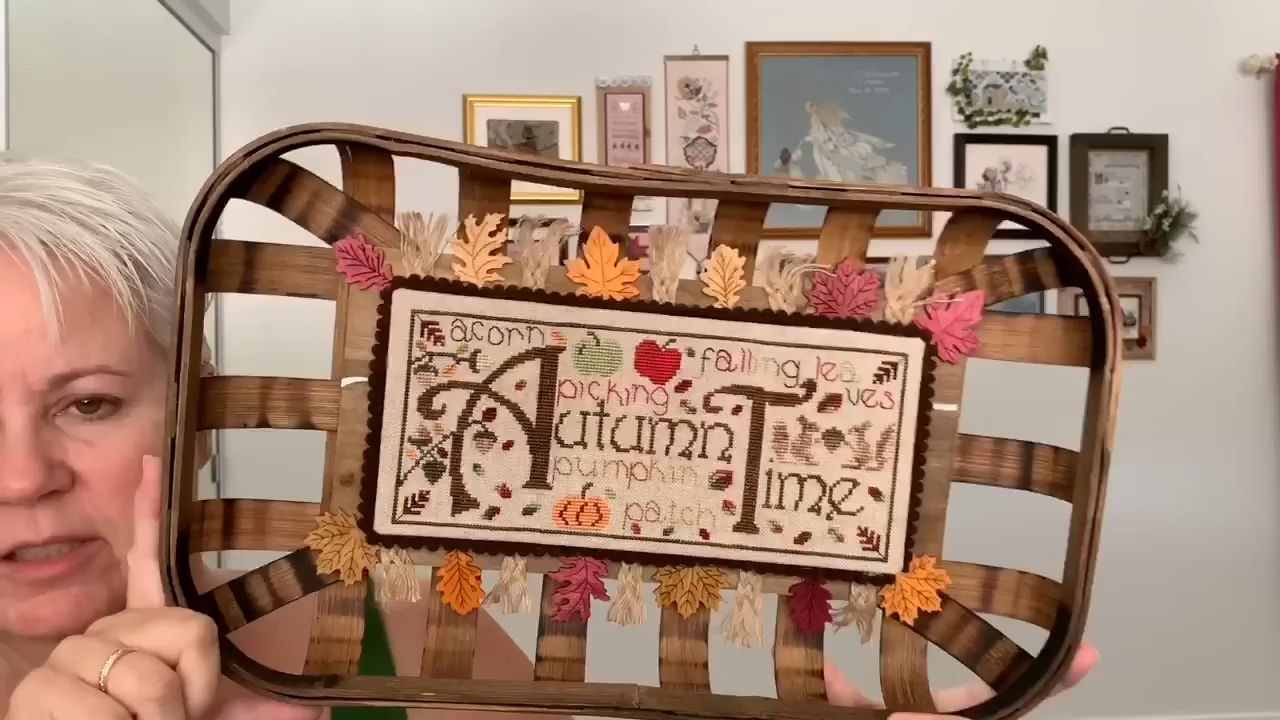 acorn
falling lea
ves
picking
Autumn
pumpkin
Time
patch